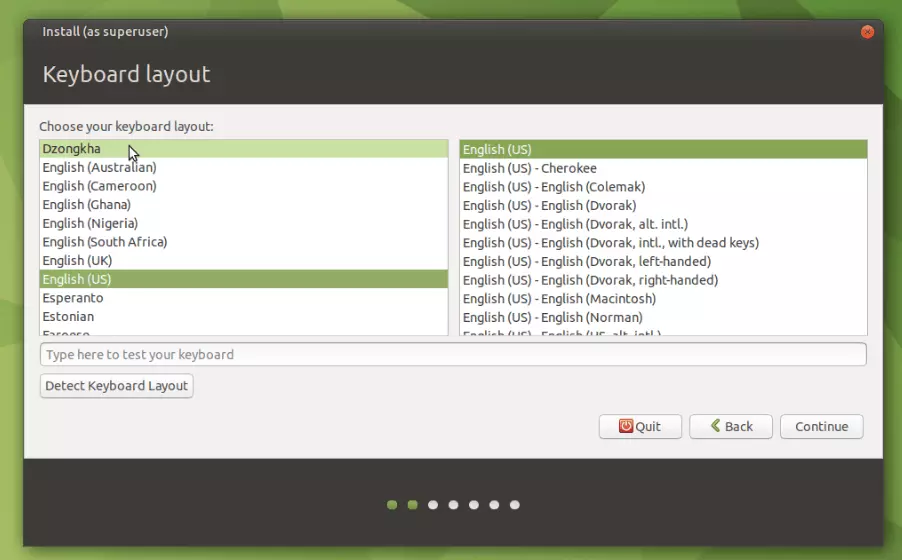 Install (as superuser)
Keyboard layout
Choose your keyboard layout:
Dzongkha
English (Australian)
English (Cameroon)
English (Ghana)
English (Nigeria)
English (South Africa)
English (UK)
English (US)
Esperanto
Estonian
Faroese
English (US)
English (US) - Cherokee
English (US) - English (Colemak)
English (US) - English (Dvorak)
English (US) - English (Dvorak, alt. intl.)
English (US) - English (Dvorak, intl., with dead keys)
English (US) - English (Dvorak, left-handed)
English (US) - English (Dvorak, right-handed)
English (US) - English (Macintosh)
English (US) - English (Norman)
English (US) - English (US, alt. intl.)
Type here to test your keyboard
Detect Keyboard Layout
Quit
Back
Continue